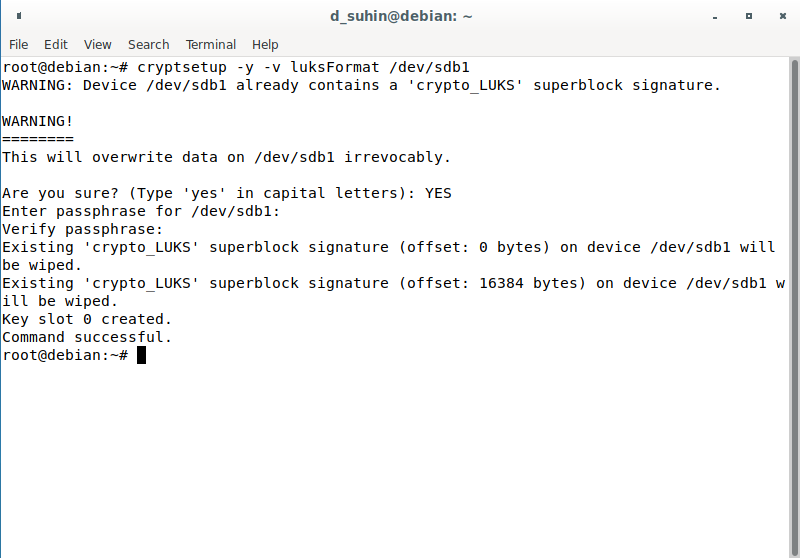 d_suhin@debian: ~
File Edit View Search Terminal Help
root@debian:~# cryptsetup -y -v luksFormat /dev/sdb1
WARNING: Device /dev/sdb1 already contains a 'crypto_LUKS' superblock signature.
WARNING!
========
This will overwrite data on /dev/sdb1 irrevocably.
Are you sure? (Type 'yes' in capital letters): YES
Enter passphrase for /dev/sdb1:
Verify passphrase:
Existing 'crypto_LUKS' superblock signature (offset: 0 bytes) on device /dev/sdb1 will
be wiped.
Existing 'crypto_LUKS' superblock signature (offset: 16384 bytes) on device /dev/sdb1 w
ill be wiped.
Key slot 0 created.
Command successful.
root@debian:~#